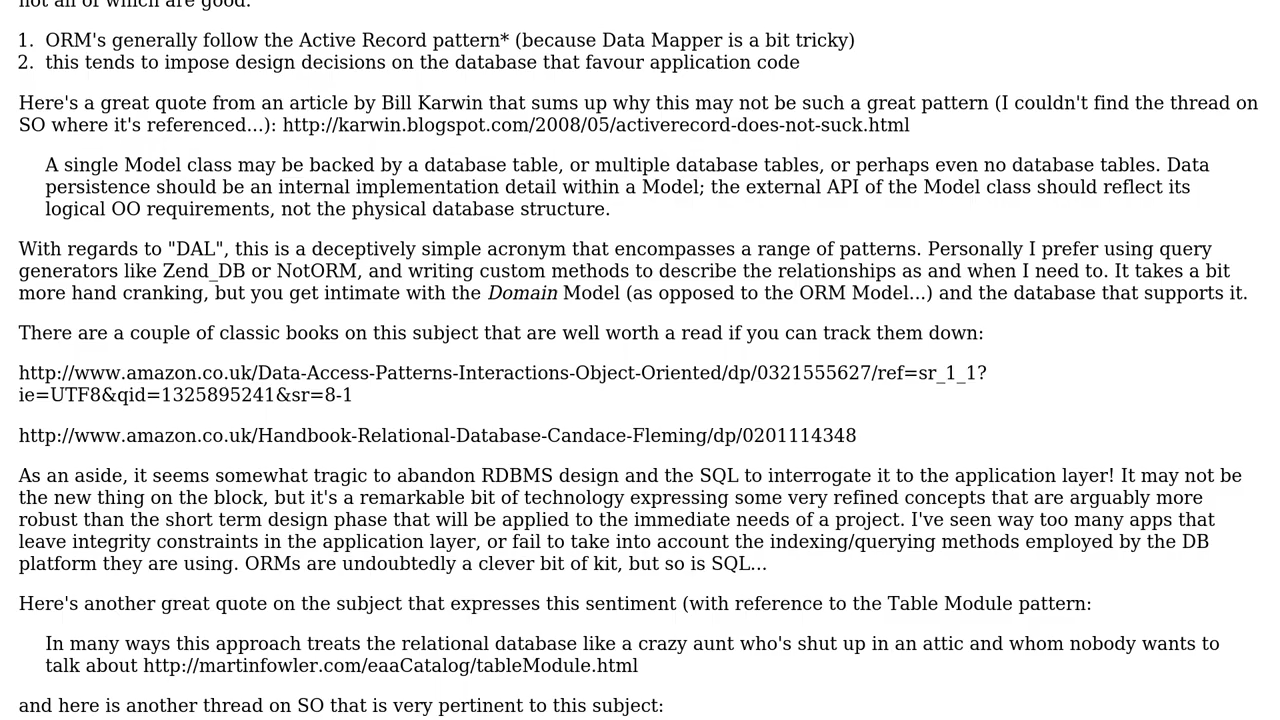 not all of which are good.
1. ORM's generally follow the Active Record pattern* (because Data Mapper is a bit tricky)
2. this tends to impose design decisions on the database that favour application code
Here's a great quote from an article by Bill Karwin that sums up why this may not be such a great pattern (I couldn't find the thread on
SO where it's referenced...): http://karwin.blogspot.com/2008/05/activerecord-does-not-suck.html
A single Model class may be backed by a database table, or multiple database tables, or perhaps even no database tables. Data
persistence should be an internal implementation detail within a Model; the external API of the Model class should reflect its
logical OO requirements, not the physical database structure.
With regards to "DAL", this is a deceptively simple acronym that encompasses a range of patterns. Personally I prefer using query
generators like Zend_DB or NotORM, and writing custom methods to describe the relationships as and when I need to. It takes a bit
more hand cranking, but you get intimate with the Domain Model (as opposed to the ORM Model...) and the database that supports it.
There are a couple of classic books on this subject that are well worth a read if you can track them down:
http://www.amazon.co.uk/Data-Access-Patterns-Interactions-Object-Oriented/dp/0321555627/ref=sr_1_1?
ie=UTF8&qid=1325895241&sr=8-1
http://www.amazon.co.uk/Handbook-Relational-Database-Candace-Fleming/dp/0201114348
As an aside, it seems somewhat tragic to abandon RDBMS design and the SQL to interrogate it to the application layer! It may not be
the new thing on the block, but it's a remarkable bit of technology expressing some very refined concepts that are arguably more
robust than the short term design phase that will be applied to the immediate needs of a project. I've seen way too many apps that
leave integrity constraints in the application layer, or fail to take into account the indexing/querying methods employed by the DB
platform they are using. ORMs are undoubtedly a clever bit of kit, but so is SQL...
Here's another great quote on the subject that expresses this sentiment (with reference to the Table Module pattern:
In many ways this approach treats the relational database like a crazy aunt who's shut up in an attic and whom nobody wants to
talk about http://martinfowler.com/eaaCatalog/tableModule.html
and here is another thread on SO that is very pertinent to this subject: